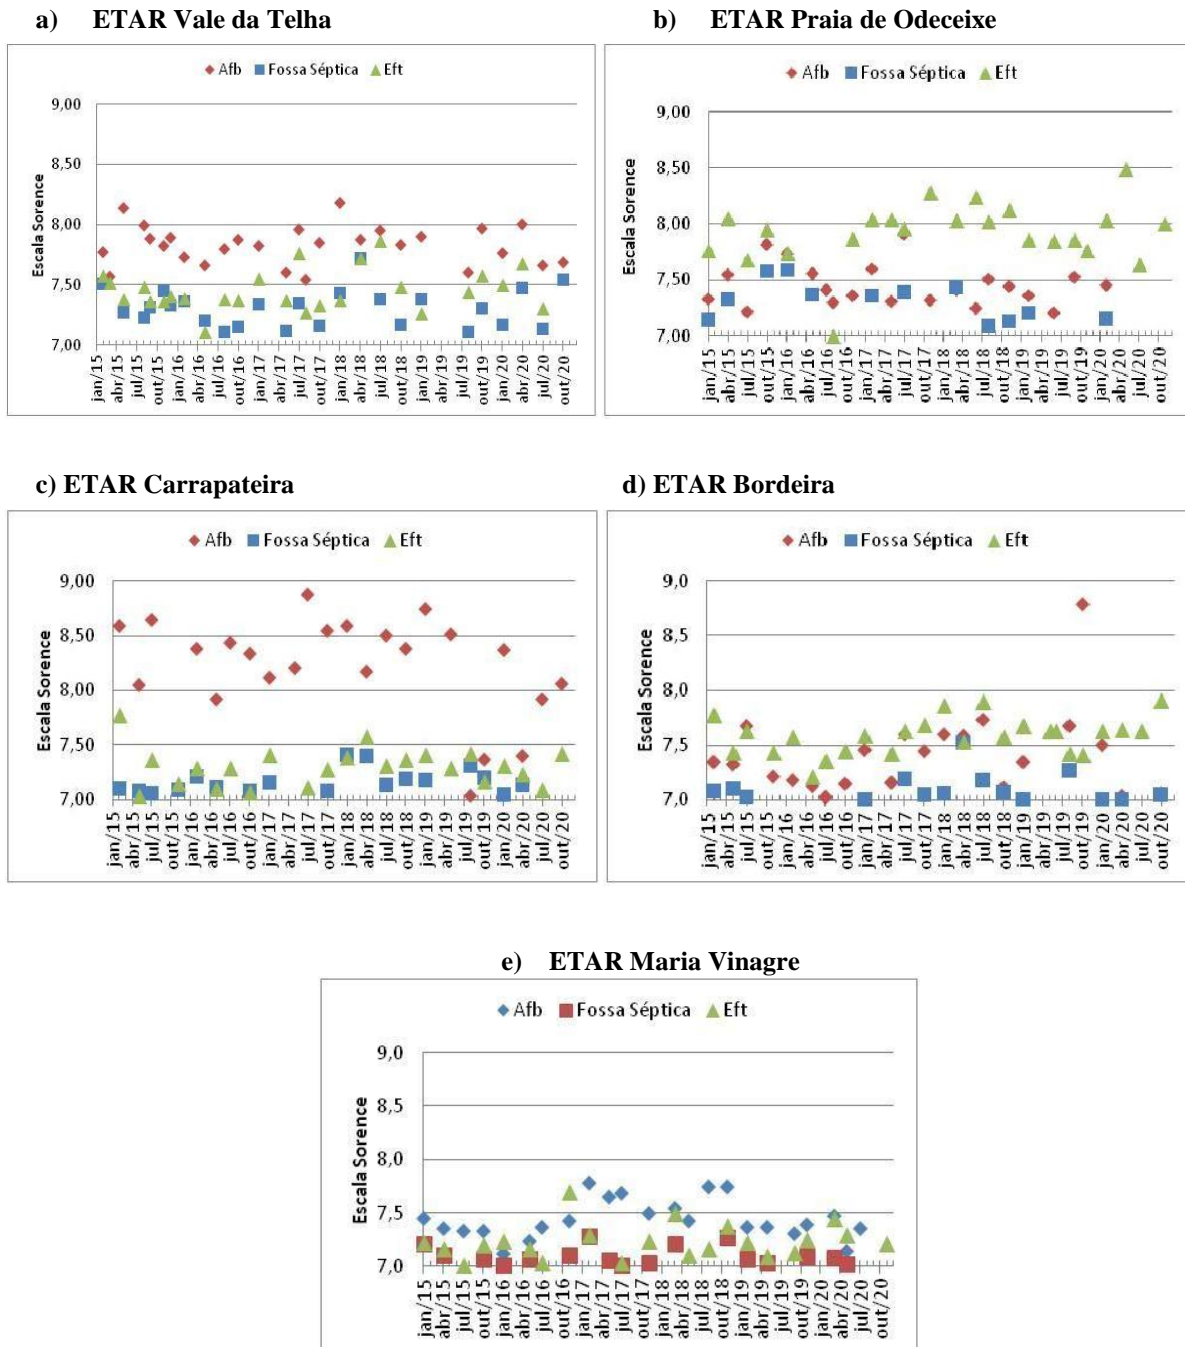 a) ETAR Vale da Telha
Afb Fossa Séptica Eft
Escala Sorence
9,00
8,50
8,00
7,50
7,00
jan/15 abr/15 jul/15 out/15 jan/16 abr/16 jul/16 out/16 jan/17 abr/17 jul/17 out/17 jan/18 abr/18 jul/18 out/18 jan/19 abr/19 jul/19 out/19 jan/20 abr/20 jul/20 out/20
b) ETAR Praia de Odeceixe
Afb Fossa Séptica Eft
Escala Sorence
9,00
8,50
8,00
7,50
7,00
jan/15 abr/15 jul/15 out/15 jan/16 abr/16 jul/16 out/16 jan/17 abr/17 jul/17 out/17 jan/18 abr/18 jul/18 out/18 jan/19 abr/19 jul/19 out/19 jan/20 abr/20 jul/20 out/20
c) ETAR Carrapateira
Afb Fossa Séptica Eft
Escala Sorence
9,00
8,50
8,00
7,50
7,00
jan/15 abr/15 jul/15 out/15 jan/16 abr/16 jul/16 out/16 jan/17 abr/17 jul/17 out/17 jan/18 abr/18 jul/18 out/18 jan/19 abr/19 jul/19 out/19 jan/20 abr/20 jul/20 out/20
d) ETAR Bordeira
Afb Fossa Séptica Eft
Escala Sorence
9,0
8,5
8,0
7,5
7,0
jan/15 abr/15 jul/15 out/15 jan/16 abr/16 jul/16 out/16 jan/17 abr/17 jul/17 out/17 jan/18 abr/18 jul/18 out/18 jan/19 abr/19 jul/19 out/19 jan/20 abr/20 jul/20 out/20
e) ETAR Maria Vinagre
Afb Fossa Séptica Eft
Escala Sorence
9,0
8,5
8,0
7,5
7,0
jan/15 abr/15 jul/15 out/15 jan/16 abr/16 jul/16 out/16 jan/17 abr/17 jul/17 out/17 jan/18 abr/18 jul/18 out/18 jan/19 abr/19 jul/19 out/19 jan/20 abr/20 jul/20 out/20